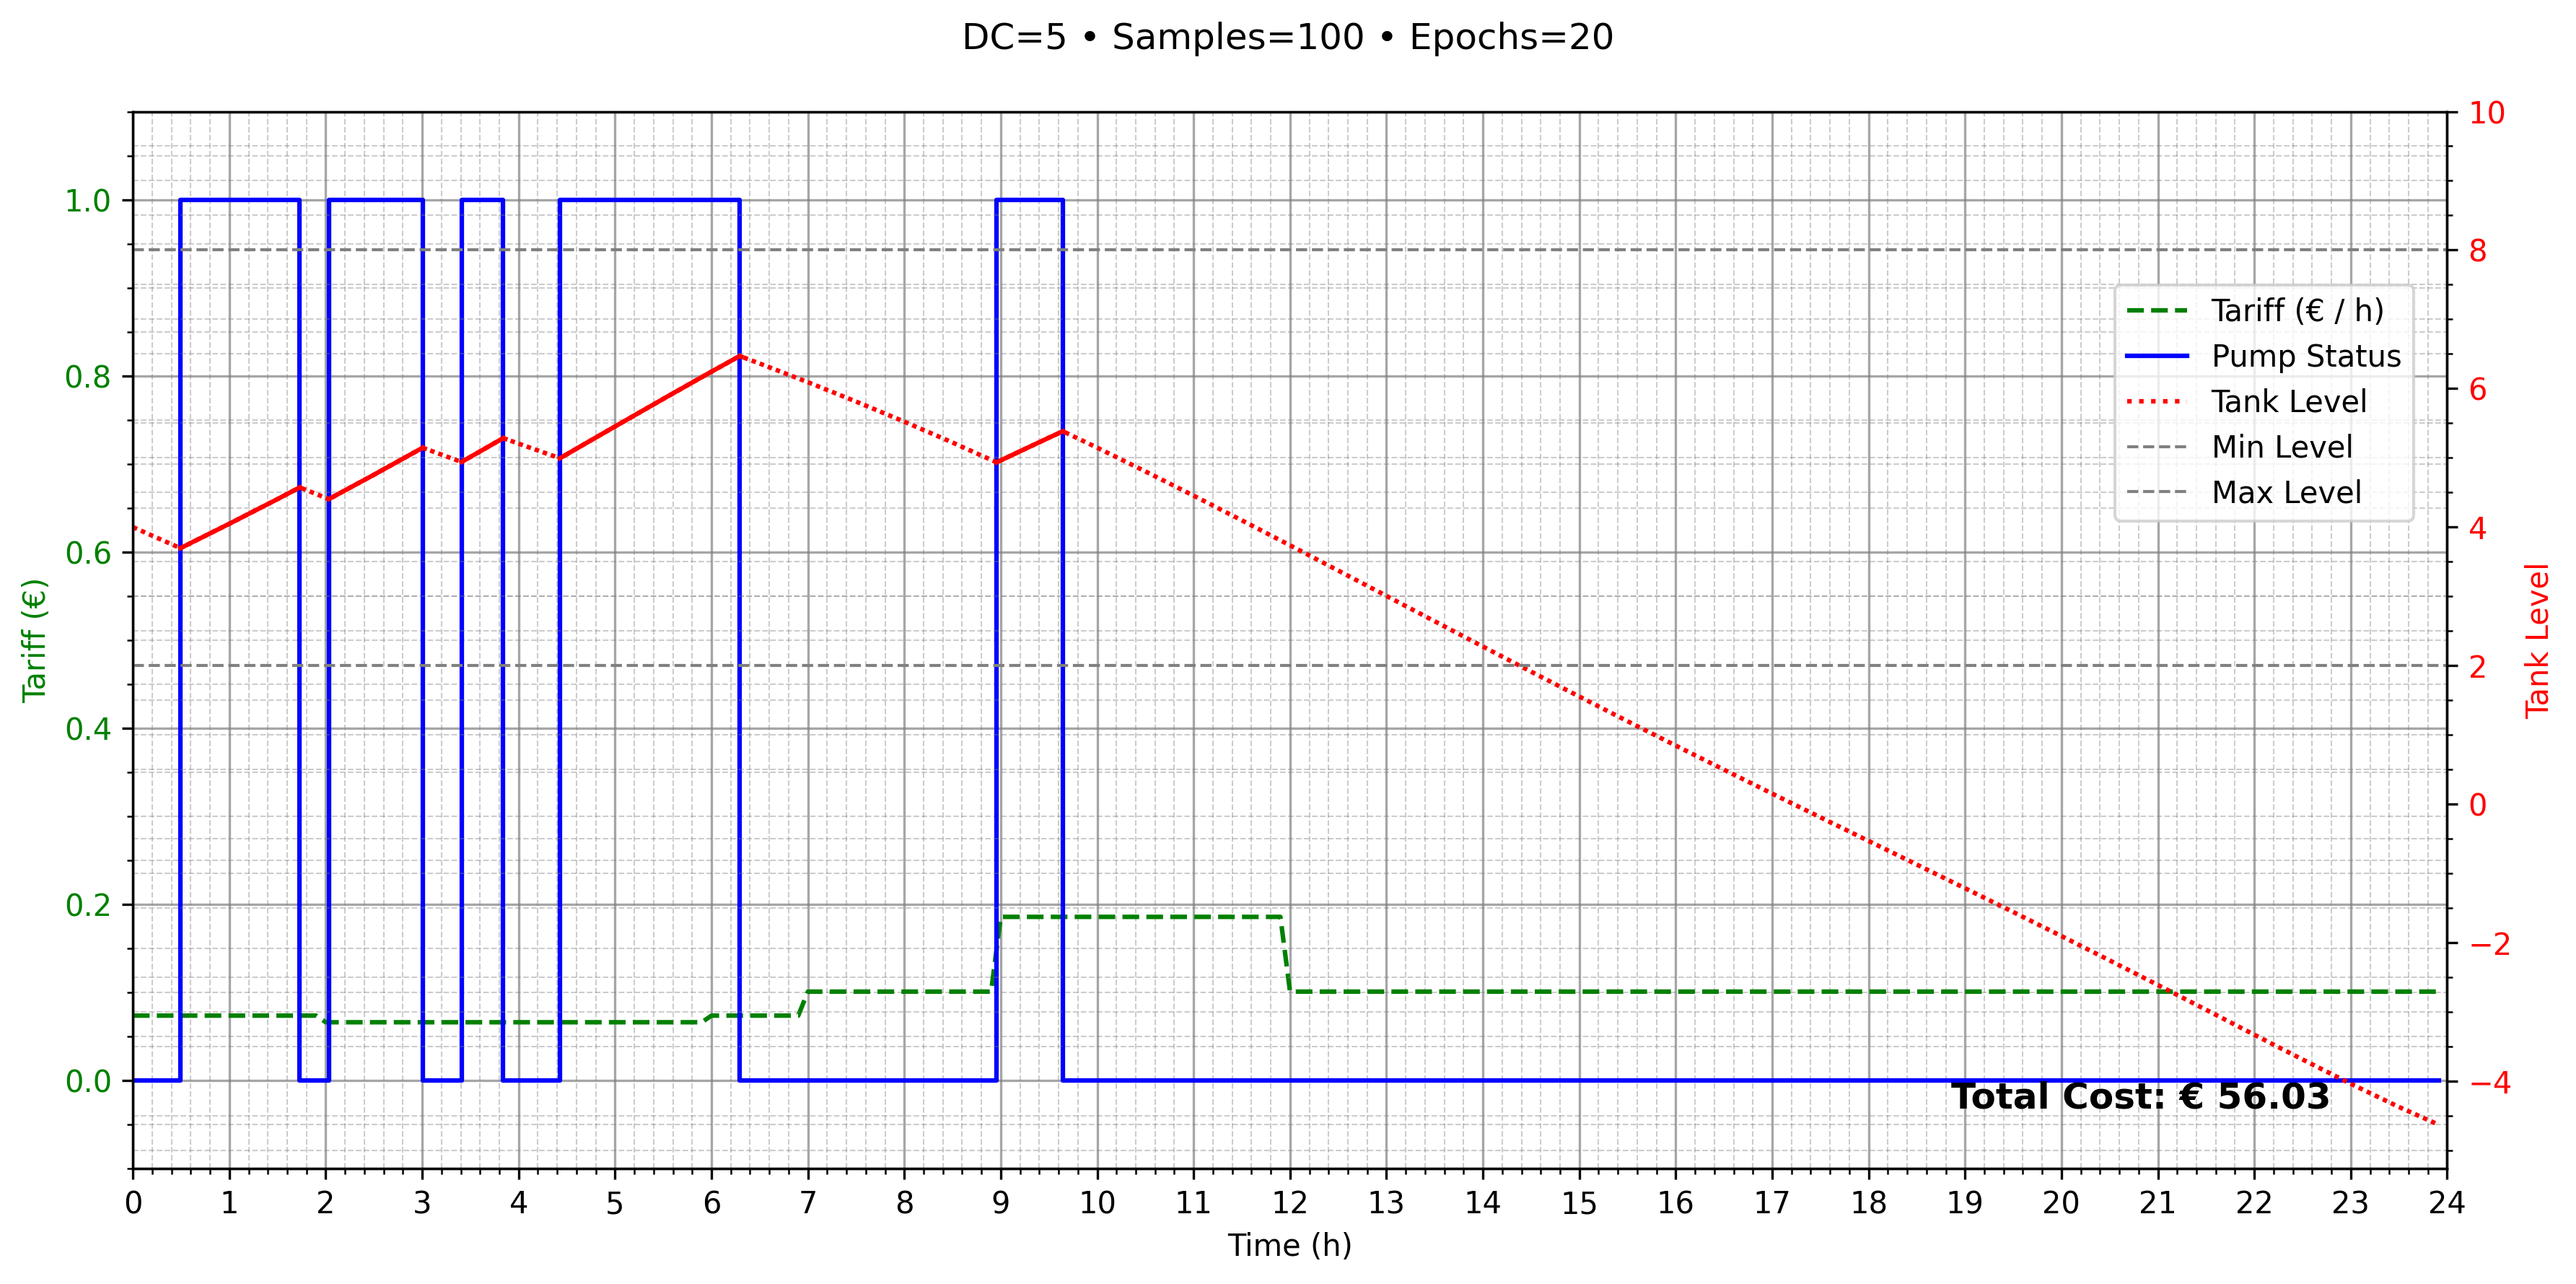 DC=5 • Samples=100 • Epochs=20
1.0
0.8
0.6
0.4
0.2
0.0
Tariff (€)
10
8
6
4
2
0
−2
−4
Tank Level
Tariff (€ / h)
Pump Status
Tank Level
Min Level
Max Level
Total Cost: € 56.03
0 1 2 3 4 5 6 7 8 9 10 11 12 13 14 15 16 17 18 19 20 21 22 23 24
Time (h)